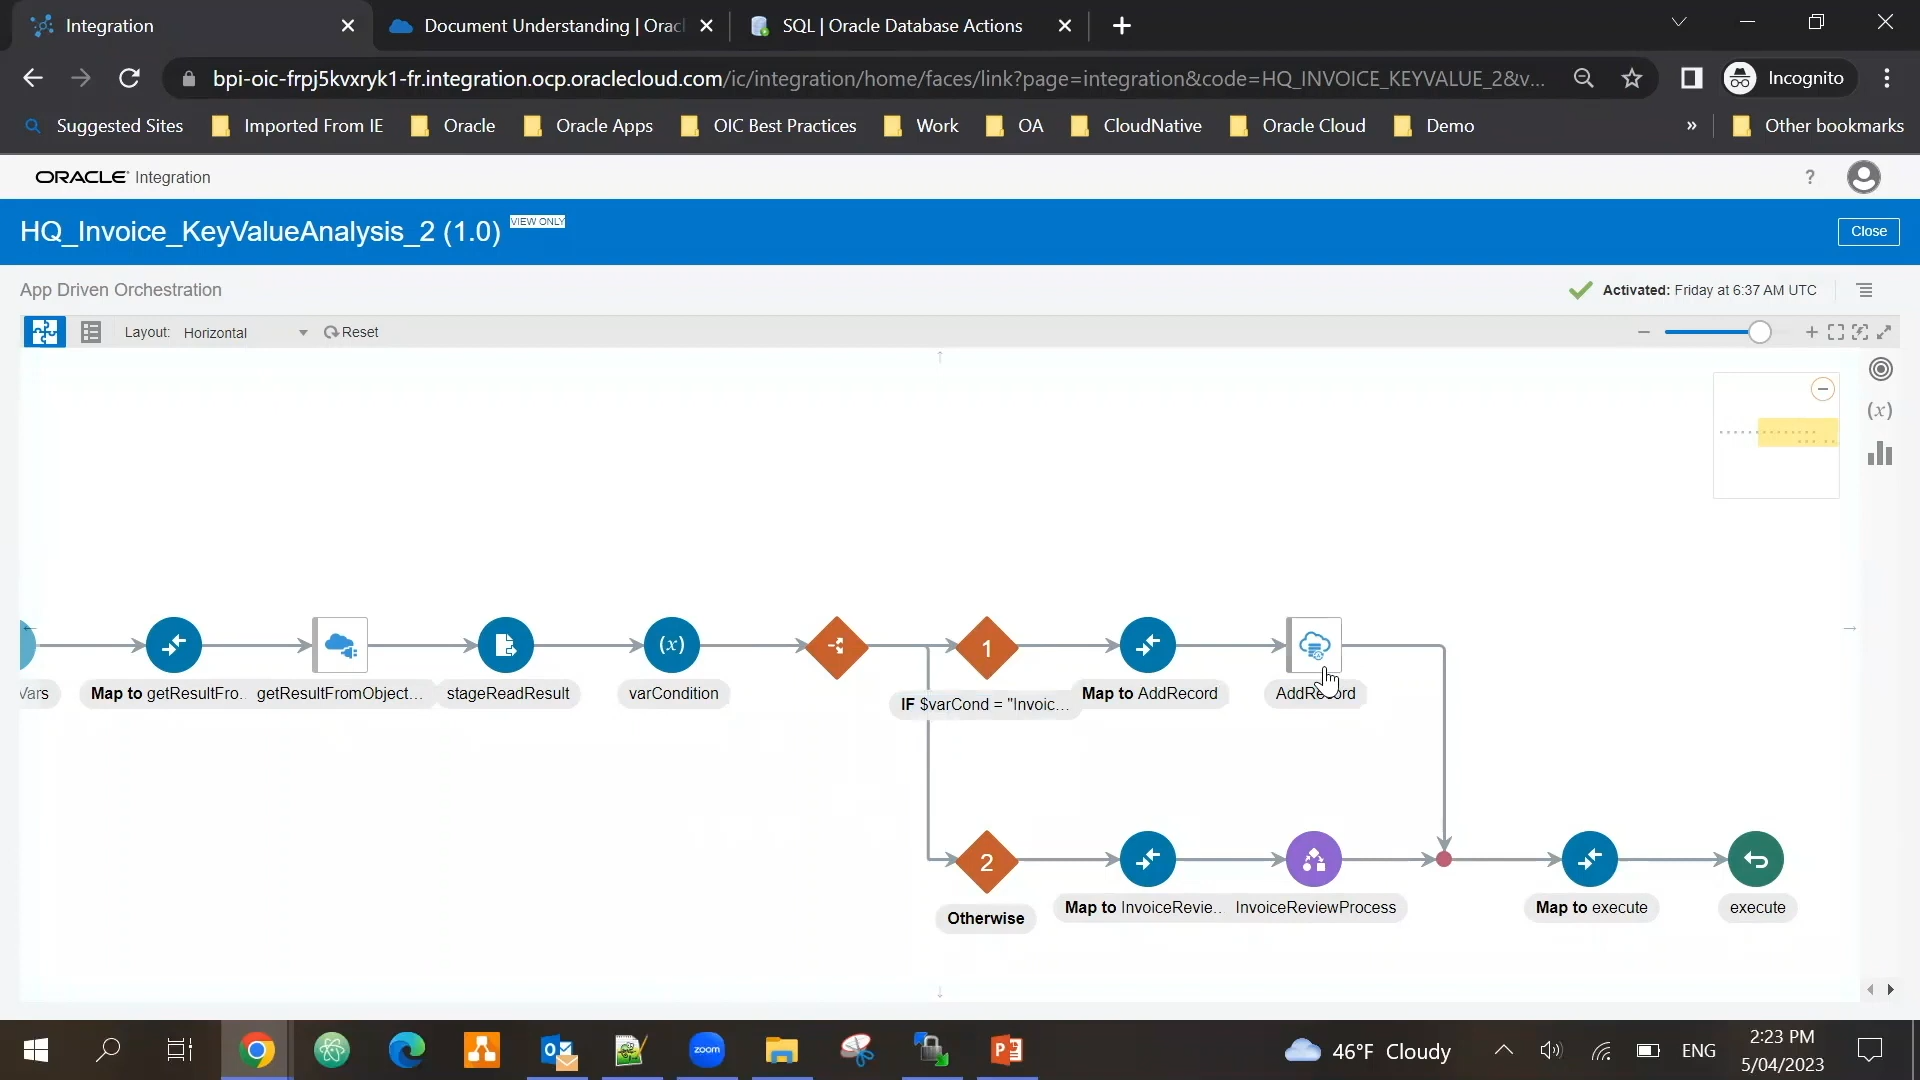 Integration
Document Understanding | Orac
SQL | Oracle Database Actions
bpi-oic-frpj5kvxryk1-fr.integration.ocp.oraclecloud.com/ic/integration/home/faces/link?page=integration&code=HQ_INVOICE_KEYVALUE_2&v...
Incognito
Suggested Sites
Imported From IE
Oracle
Oracle Apps
OIC Best Practices
Work
OA
CloudNative
Oracle Cloud
Demo
»
Other bookmarks
ORACLE Integration
?
HQ_Invoice_KeyValueAnalysis_2 (1.0) VIEW ONLY
Close
App Driven Orchestration
Activated: Friday at 6:37 AM UTC
Layout: Horizontal
Reset
(x)
(x)
1
Vars
Map to getResultFro...
getResultFromObject...
stageReadResult
varCondition
IF $varCond = "Invoic...
Map to AddRecord
AddRecord
2
Otherwise
Map to InvoiceRevie...
InvoiceReviewProcess
Map to execute
execute
zoom
46°F Cloudy
ENG
2:23 PM
5/04/2023